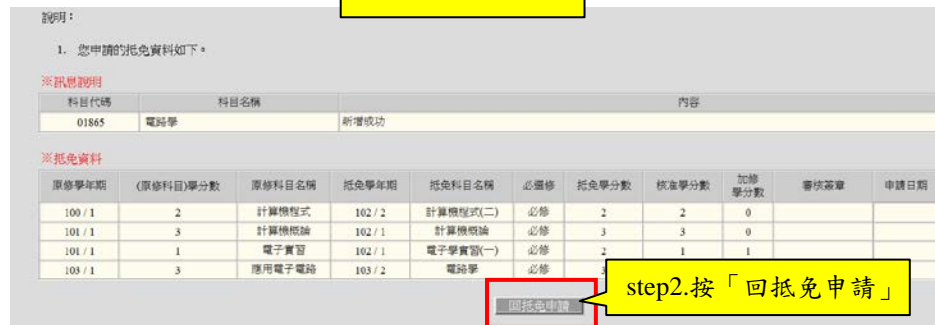 說明：
1. 您申請的抵免資料如下。
※訊息說明
科目代碼 科目名稱 內容
01865 電路學 新增成功
※抵免資料
原修學年期 (原修科目)學分數 原修科目名稱 抵免學年期 抵免科目名稱 必選修 抵免學分數 核准學分數 加修學分數 審核簽章 申請日期
100 / 1 2 計算機程式 102 / 2 計算機程式(二) 必修 2 2 0
101 / 1 3 計算機概論 102 / 1 計算機概論 必修 3 3 0
101 / 1 1 電子實習 102 / 1 電子學實習(一) 必修 2 1 1
103 / 1 3 應用電子電路 103 / 2 電路學 必修
回抵免申請
step2.按「回抵免申請」